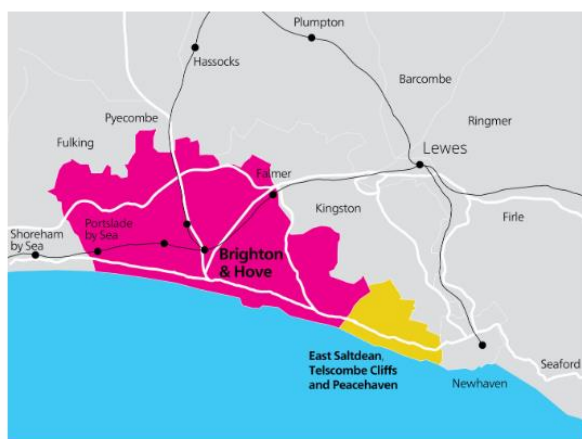 Plumpton
Hassocks
Barcombe
Pyecombe
Ringmer
Fulking
Lewes
Falmer
Kingston
Portslade
by Sea
Firle
Shoreham
by Sea
Brighton
& Hove
East Saltdean,
Telscombe Cliffs
and Peacehaven
Seaford
Newhaven